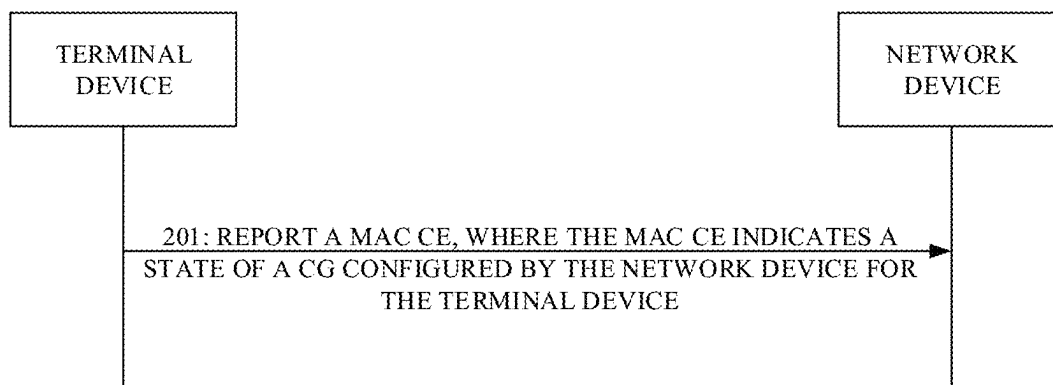 TERMINAL
DEVICE
NETWORK
DEVICE
201: REPORT A MAC CE, WHERE THE MAC CE INDICATES A
STATE OF A CG CONFIGURED BY THE NETWORK DEVICE FOR
THE TERMINAL DEVICE